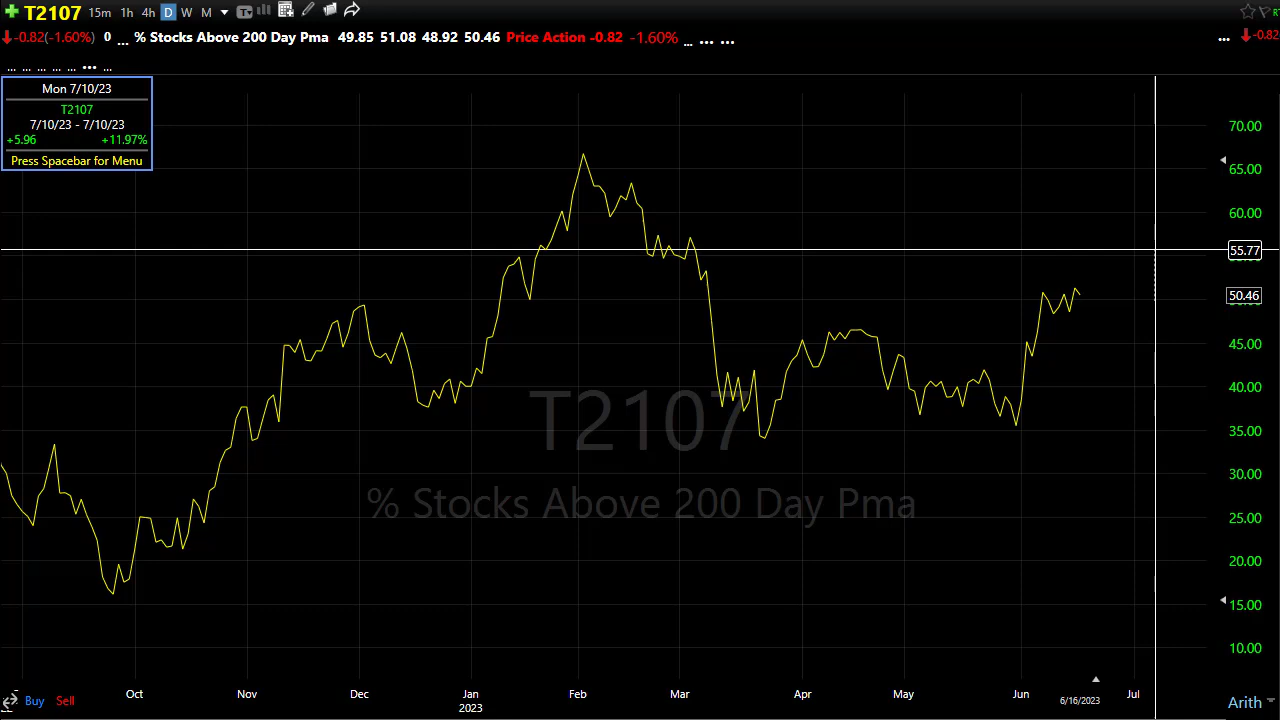 T2107 15m 1h 4h D W M T
-0.82(-1.60%) 0 ... % Stocks Above 200 Day Pma 49.85 51.08 48.92 50.46 Price Action -0.82 -1.60% ... ... ... ... -0.82
... ... ... ... ... ... ...
Mon 7/10/23
T2107
7/10/23 - 7/10/23
+5.96 +11.97%
Press Spacebar for Menu
70.00
65.00
60.00
55.77
50.46
45.00
40.00
35.00
30.00
25.00
20.00
15.00
10.00
T2107
% Stocks Above 200 Day Pma
Oct Nov Dec Jan Feb Mar Apr May Jun Jul
2023
6/16/2023
Buy Sell
Arith